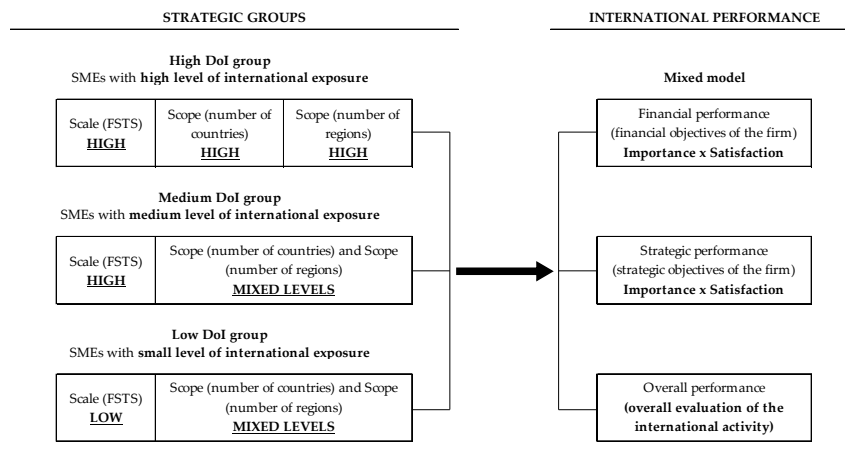 STRATEGIC GROUPS
INTERNATIONAL PERFORMANCE
High DoI group
SMEs with high level of international exposure
Scale (FSTS)
HIGH
Scope (number of
countries)
HIGH
Scope (number of
regions)
HIGH
Medium DoI group
SMEs with medium level of international exposure
Scale (FSTS)
HIGH
Scope (number of countries) and Scope
(number of regions)
MIXED LEVELS
Low DoI group
SMEs with small level of international exposure
Scale (FSTS)
LOW
Scope (number of countries) and Scope
(number of regions)
MIXED LEVELS
Mixed model
Financial performance
(financial objectives of the firm)
Importance x Satisfaction
Strategic performance
(strategic objectives of the firm)
Importance x Satisfaction
Overall performance
(overall evaluation of the
international activity)